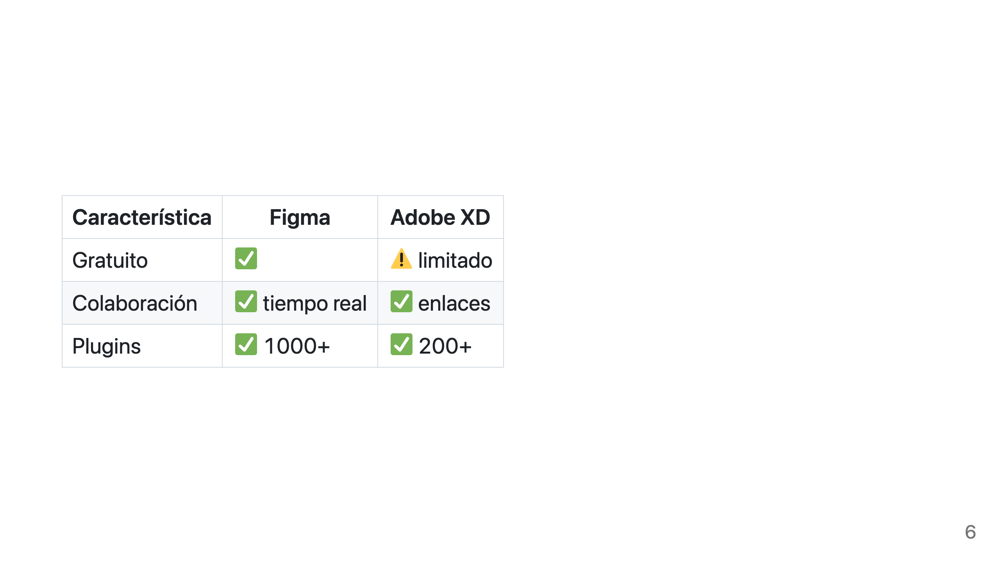 Característica Figma Adobe XD
Gratuito ✅ ⚠️ limitado
Colaboración ✅ tiempo real ✅ enlaces
Plugins ✅ 1000+ ✅ 200+
6